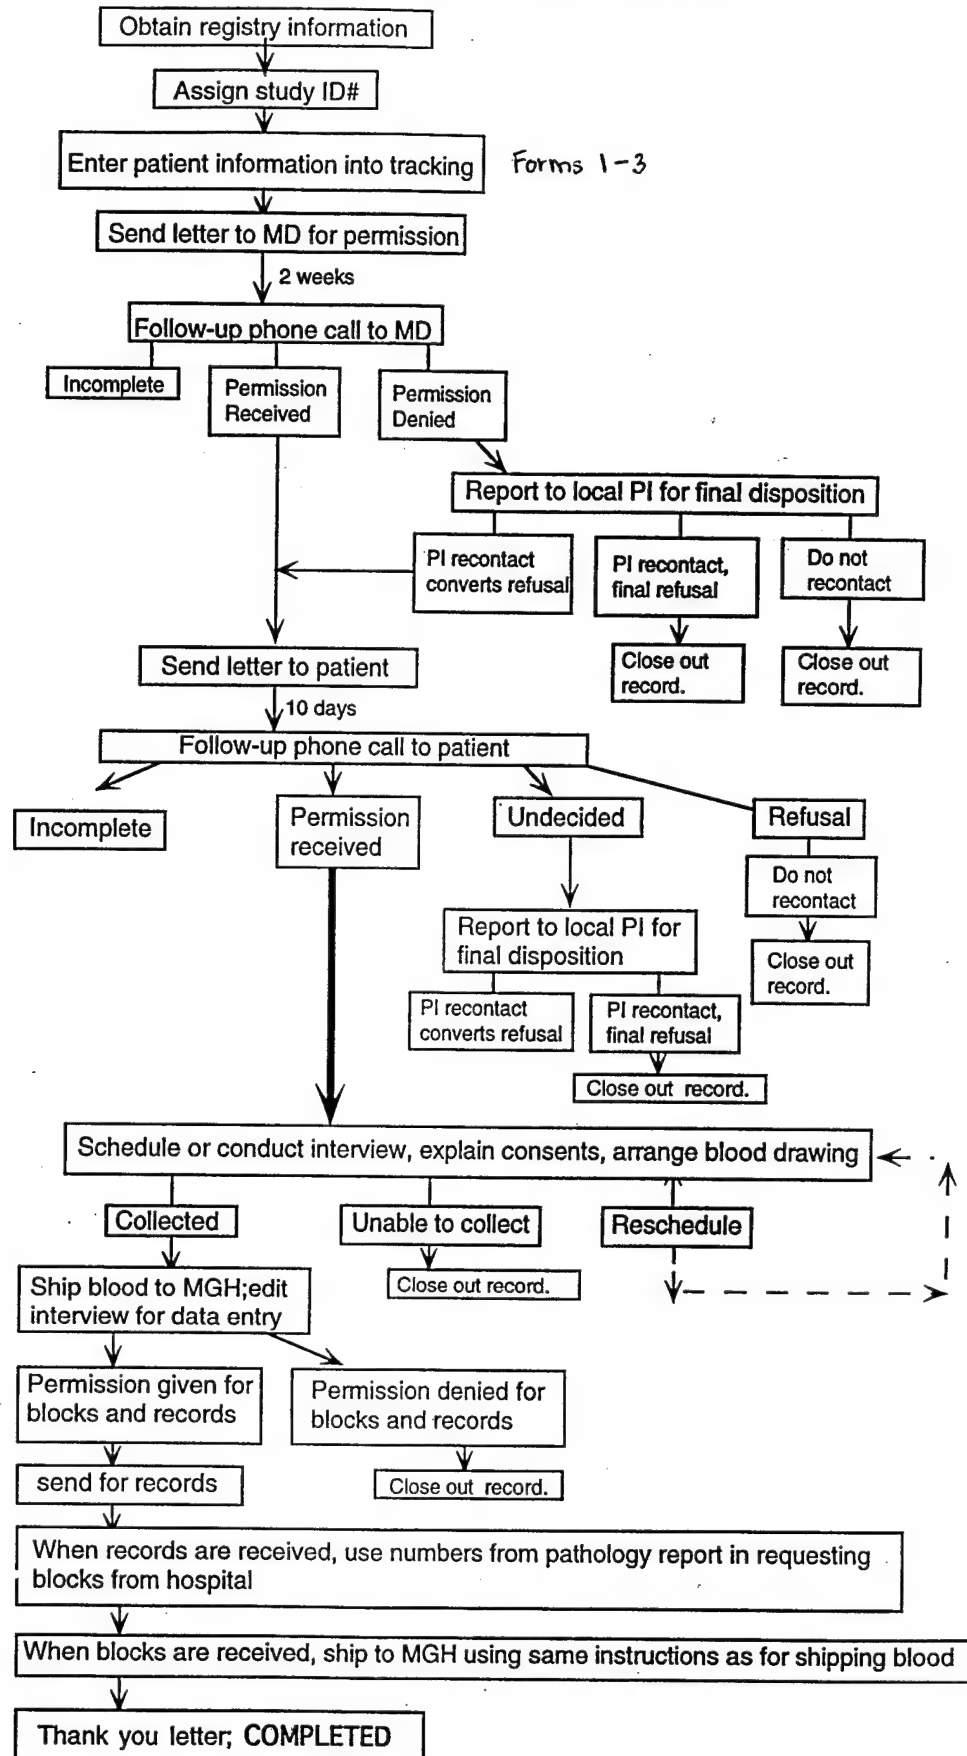 Obtain registry information
Assign study ID#
Enter patient information into tracking
Forms 1-3
Send letter to MD for permission
2 weeks
Follow-up phone call to MD
Incomplete
Permission
Received
Permission
Denied
Report to local PI for final disposition
PI recontact
converts refusal
PI recontact,
final refusal
Do not
recontact
Close out
record.
Close out
record.
Send letter to patient
10 days
Follow-up phone call to patient
Incomplete
Permission
received
Undecided
Refusal
Do not
recontact
Close out
record.
Report to local PI for
final disposition
PI recontact
converts refusal
PI recontact,
final refusal
Close out record.
Schedule or conduct interview, explain consents, arrange blood drawing
Collected
Unable to collect
Reschedule
Close out record.
Ship blood to MGH;edit
interview for data entry
Permission given for
blocks and records
Permission denied for
blocks and records
send for records
Close out record.
When records are received, use numbers from pathology report in requesting
blocks from hospital
When blocks are received, ship to MGH using same instructions as for shipping blood
Thank you letter; COMPLETED